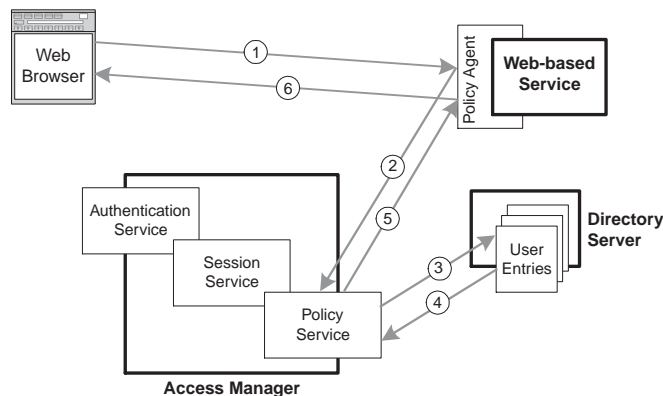 Web
Browser
1
6
Policy Agent
Web-based
Service
2
5
Authentication
Service
Session
Service
Policy
Service
3
4
User
Entries
Directory
Server
Access Manager